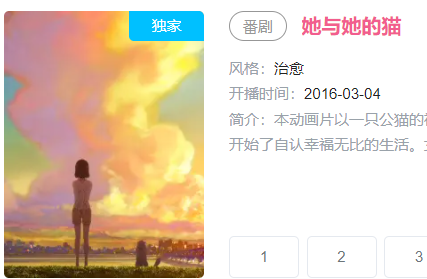 独家
番剧 她与她的猫
风格：治愈
开播时间：2016-03-04
简介：本动画片以一只公猫的
开始了自认幸福无比的生活。
1 2 3